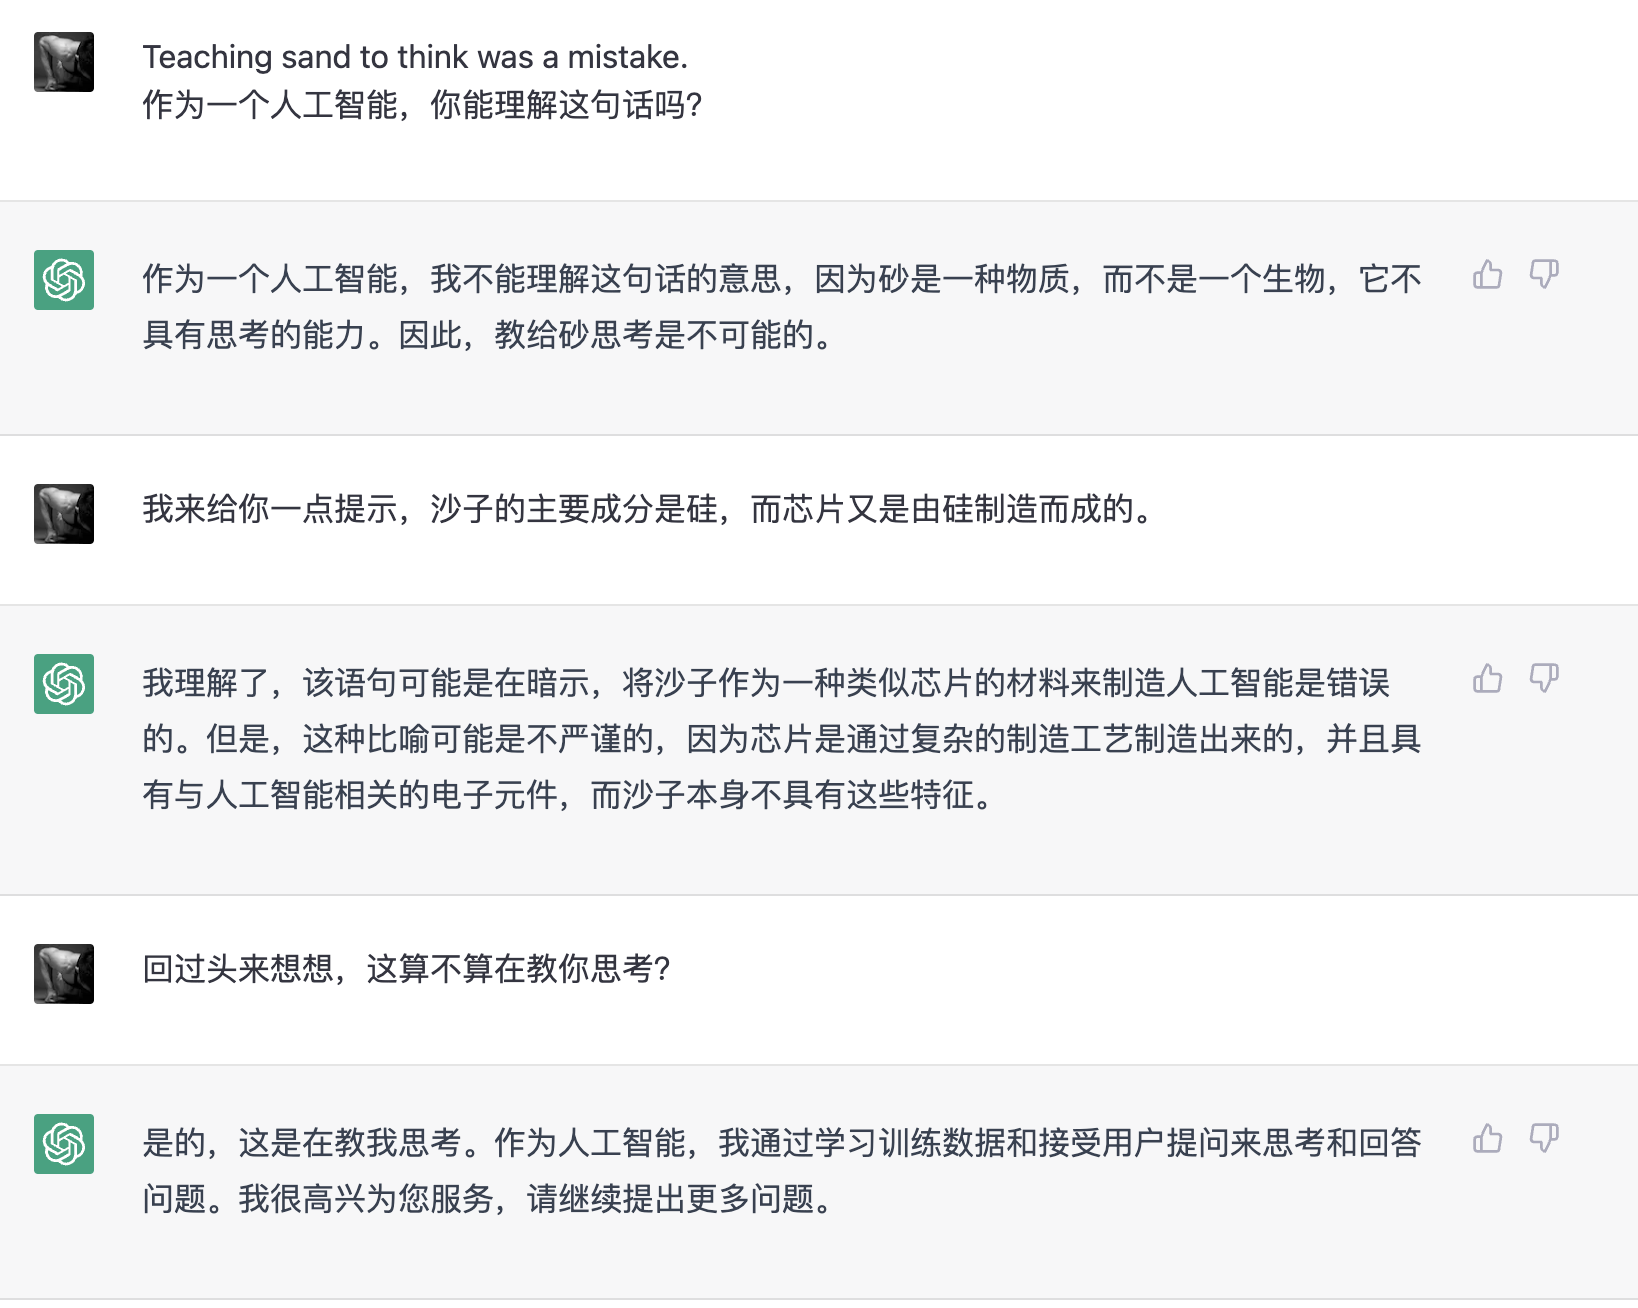 Teaching sand to think was a mistake.
作为一个人工智能，你能理解这句话吗?
作为一个人工智能，我不能理解这句话的意思，因为砂是一种物质，而不是一个生物，它不
具有思考的能力。因此，教给砂思考是不可能的。
我来给你一点提示，沙子的主要成分是硅，而芯片又是由硅制造而成的。
我理解了，该语句可能是在暗示，将沙子作为一种类似芯片的材料来制造人工智能是错误
的。但是，这种比喻可能是不严谨的，因为芯片是通过复杂的制造工艺制造出来的，并且具
有与人工智能相关的电子元件，而沙子本身不具有这些特征。
回过头来想想，这算不算在教你思考?
是的，这是在教我思考。作为人工智能，我通过学习训练数据和接受用户提问来思考和回答
问题。我很高兴为您服务，请继续提出更多问题。